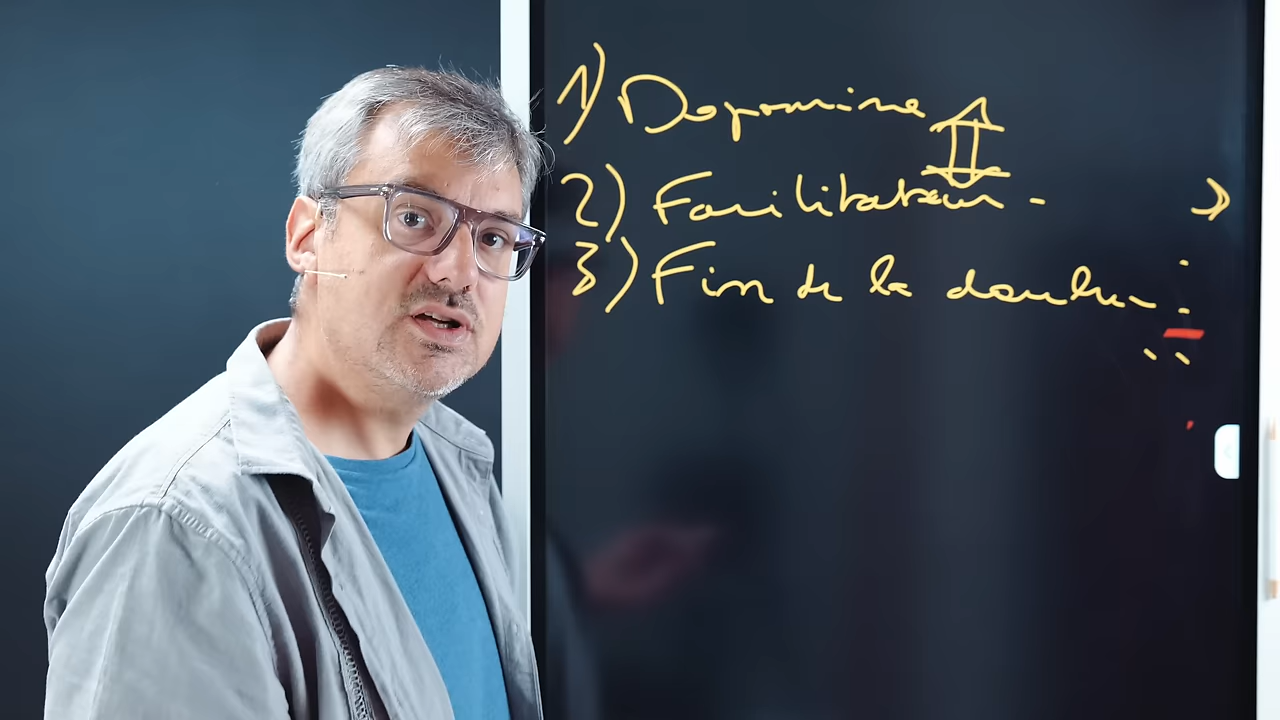 1) Dopamine
2) Facilitateur -
3) Fin de la douleur